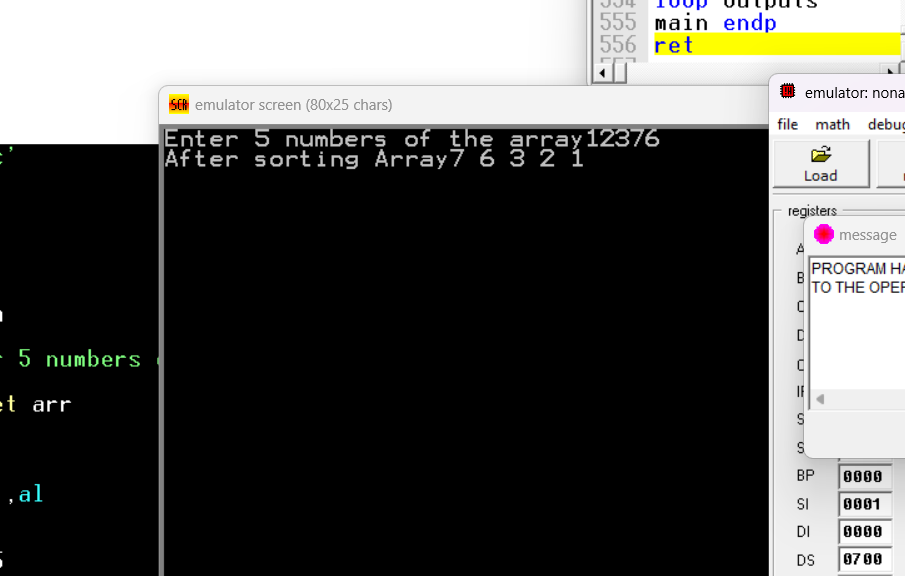 554 loop outputs
555 main endp
556 ret
emulator screen (80x25 chars)
Enter 5 numbers of the array12376
After sorting Array7 6 3 2 1
emulator: nona
file math debug
Load
registers
message
PROGRAM HA
TO THE OPER
5 numbers
et arr
,al
BP 0000
SI 0001
DI 0000
DS 0700